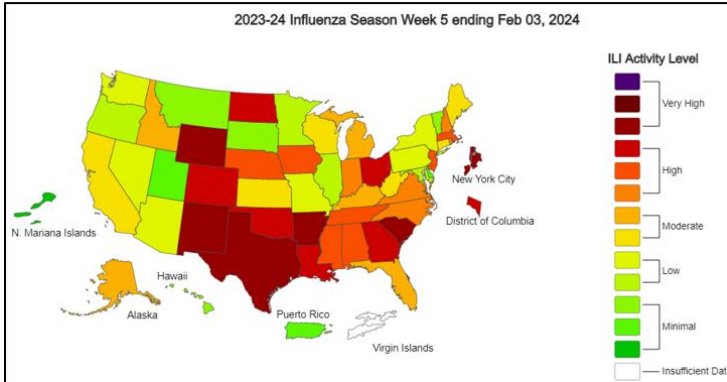 2023-24 Influenza Season Week 5 ending Feb 03, 2024
ILI Activity Level
Very High
High
Moderate
Low
Minimal
Insufficient Dat
New York City
District of Columbia
N. Mariana Islands
Hawaii
Alaska
Puerto Rico
Virgin Islands